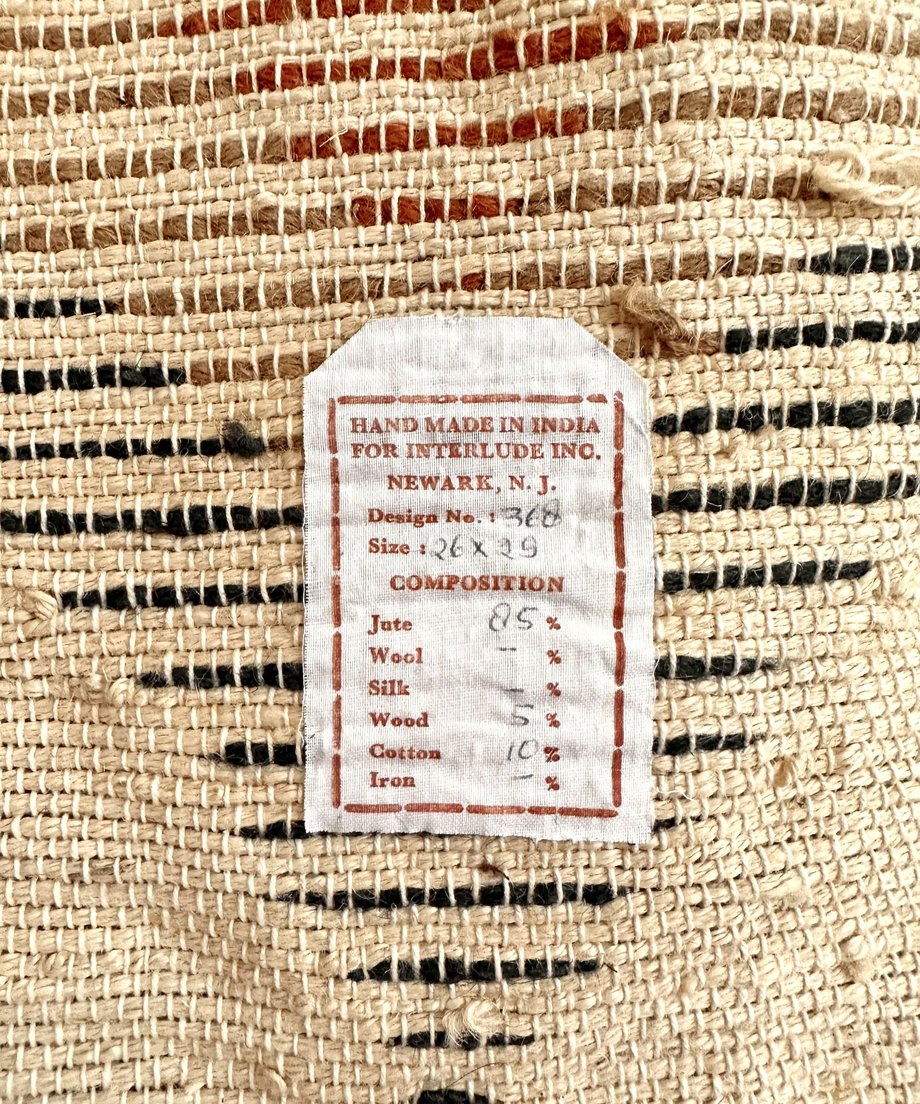 HAND MADE IN INDIA
FOR INTERLUDE INC.
NEWARK, N. J.
Design No. : 368
Size : 26 X 29
COMPOSITION
Jute 85 %
Wool - %
Silk - %
Wood 5 %
Cotton 10 %
Iron - %